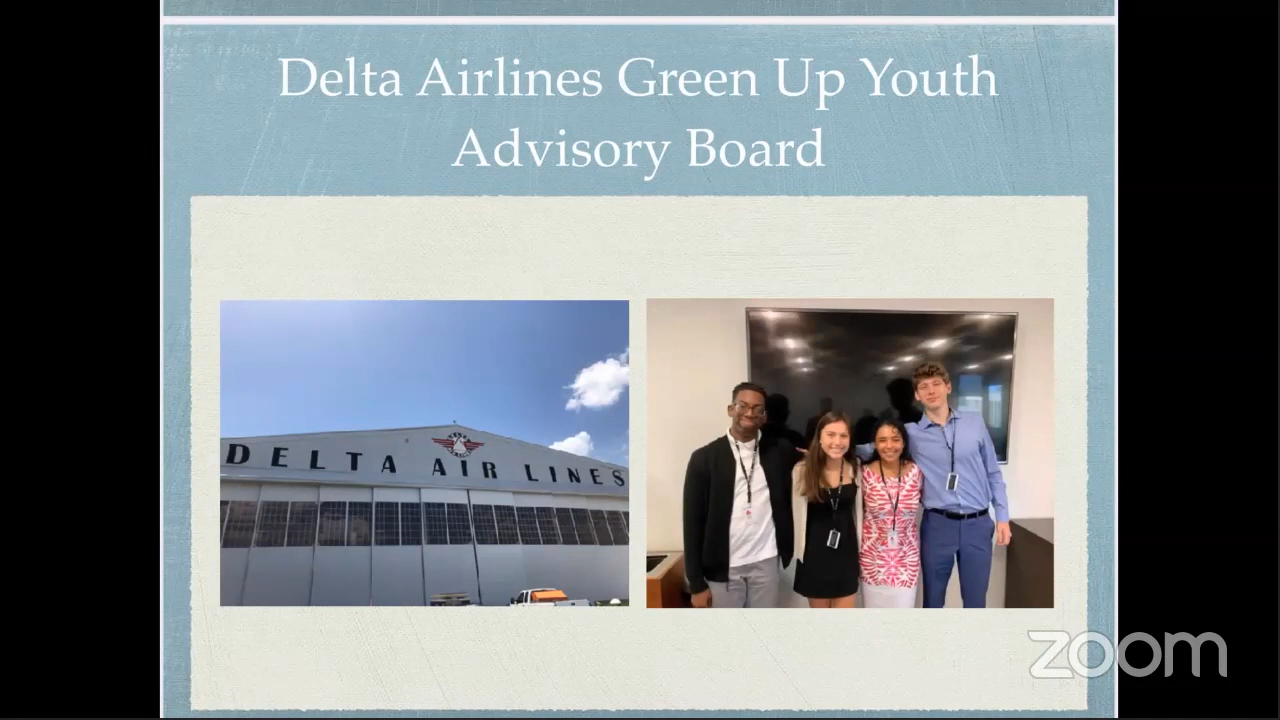 Delta Airlines Green Up Youth
Advisory Board
DELTA AIR LINES
zoom